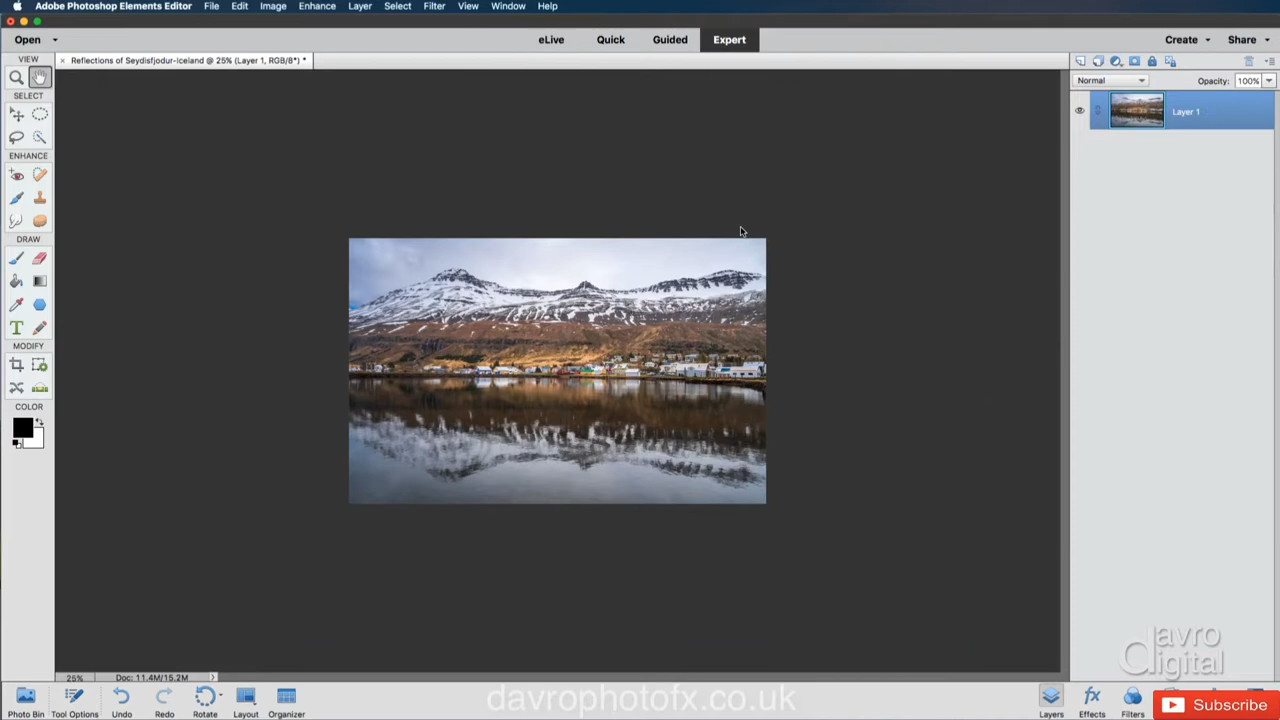 Adobe Photoshop Elements Editor File Edit Image Enhance Layer Select Filter View Window Help
Open eLive Quick Guided Expert Create Share
VIEW × Reflections of Seydisfjodur-Iceland @ 25% (Layer 1, RGB/8*) *
Normal Opacity: 100%
SELECT
Layer 1
ENHANCE
DRAW
T
MODIFY
COLOR
davro
digital
25% Doc: 11.4M/15.2M
Photo Bin Tool Options Undo Redo Rotate Layout Organizer davrophotofx.co.uk Layers Effects Filters Subscribe